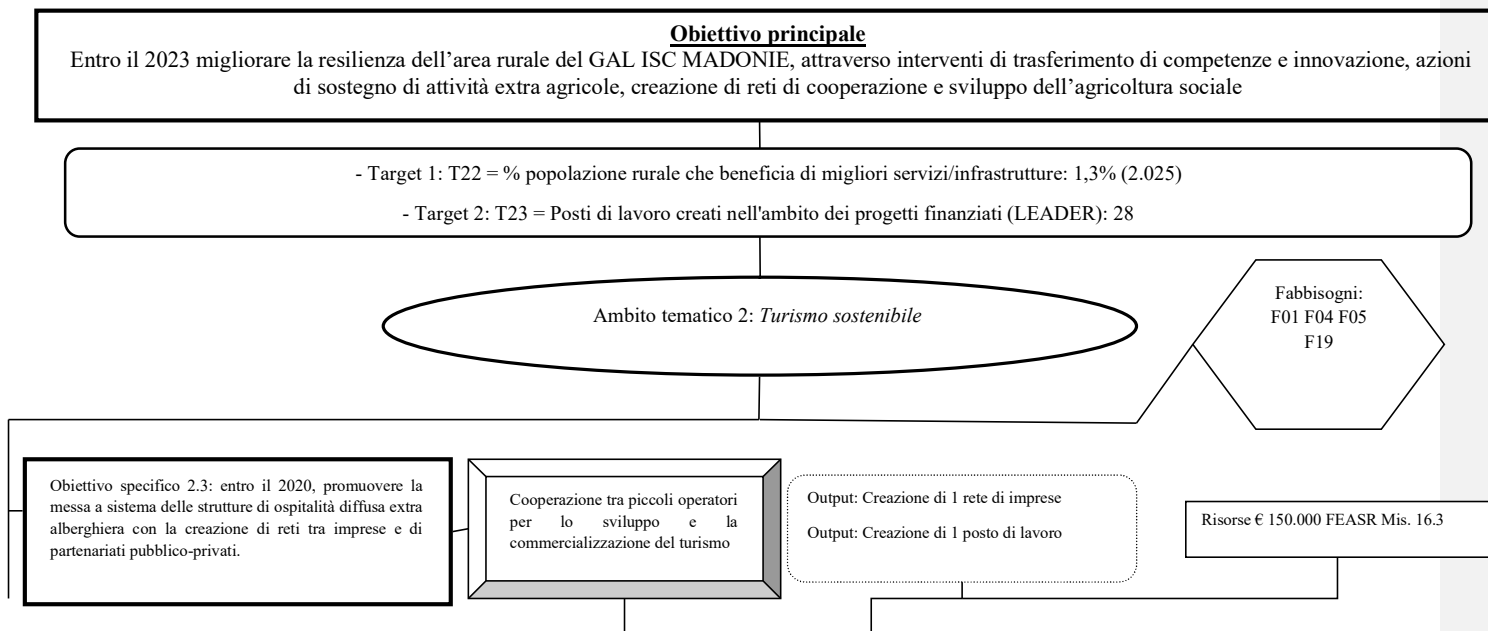 Obiettivo principale
Entro il 2023 migliorare la resilienza dell’area rurale del GAL ISC MADONIE, attraverso interventi di trasferimento di competenze e innovazione, azioni
di sostegno di attività extra agricole, creazione di reti di cooperazione e sviluppo dell’agricoltura sociale
- Target 1: T22 = % popolazione rurale che beneficia di migliori servizi/infrastrutture: 1,3% (2.025)
- Target 2: T23 = Posti di lavoro creati nell'ambito dei progetti finanziati (LEADER): 28
Ambito tematico 2: Turismo sostenibile
Fabbisogni:
F01 F04 F05
F19
Obiettivo specifico 2.3: entro il 2020, promuovere la
messa a sistema delle strutture di ospitalità diffusa extra
alberghiera con la creazione di reti tra imprese e di
partenariati pubblico-privati.
Cooperazione tra piccoli operatori
per lo sviluppo e la
commercializzazione del turismo
Output: Creazione di 1 rete di imprese
Output: Creazione di 1 posto di lavoro
Risorse € 150.000 FEASR Mis. 16.3